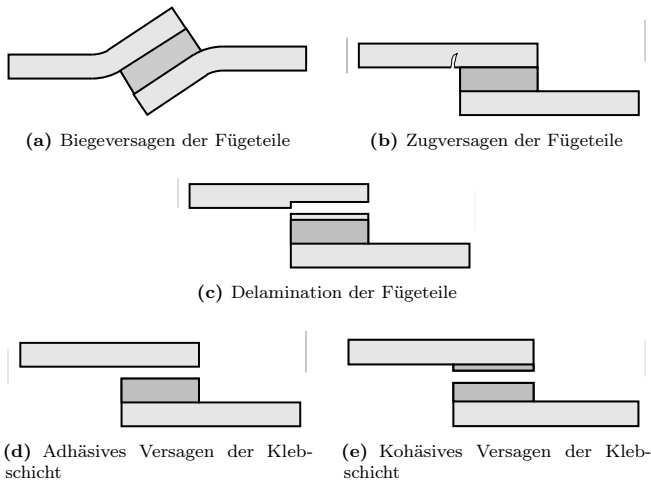 (a) Biegeversagen der Fügeteile
(b) Zugversagen der Fügeteile
(c) Delamination der Fügeteile
(d) Adhäsives Versagen der Kleb-
schicht
(e) Kohäsives Versagen der Kleb-
schicht